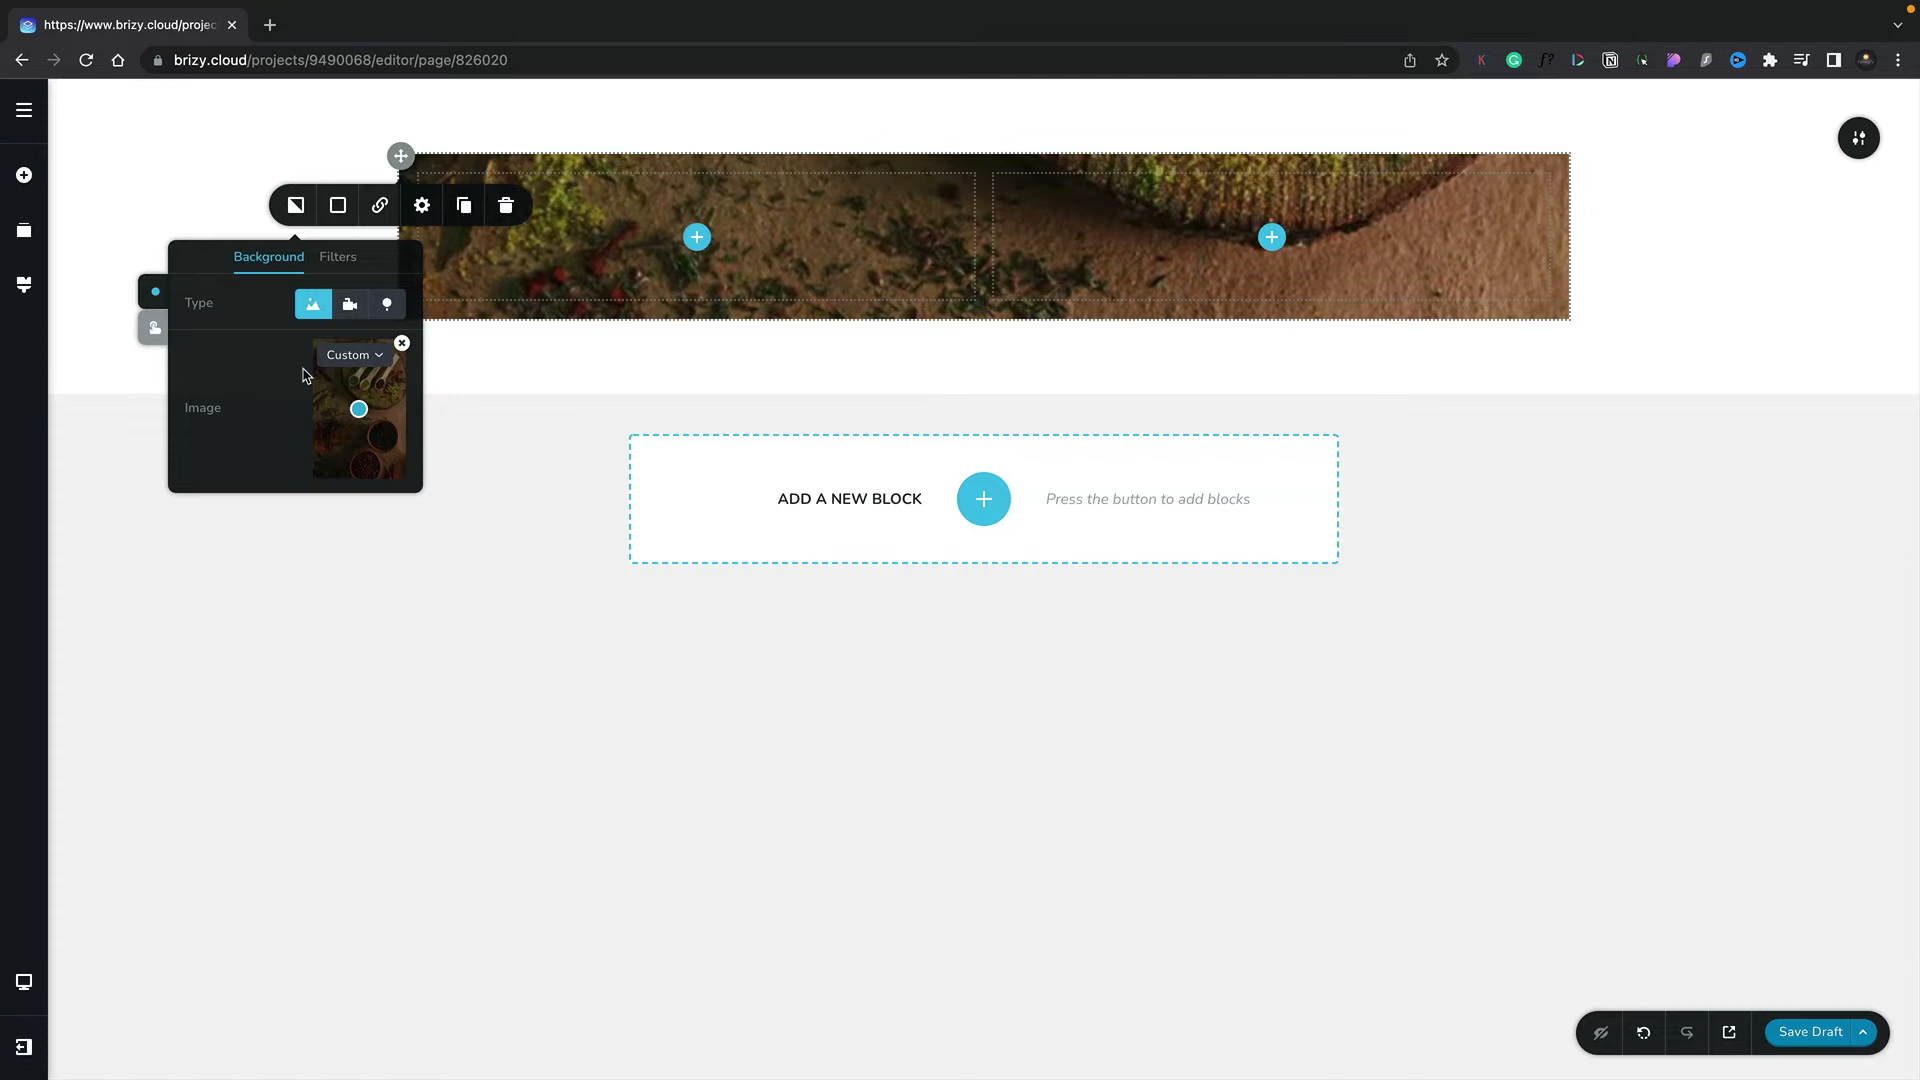 https://www.brizy.cloud/projec
brizy.cloud/projects/9490068/editor/page/826020
Background
Filters
Type
Custom
Image
ADD A NEW BLOCK
Press the button to add blocks
Save Draft